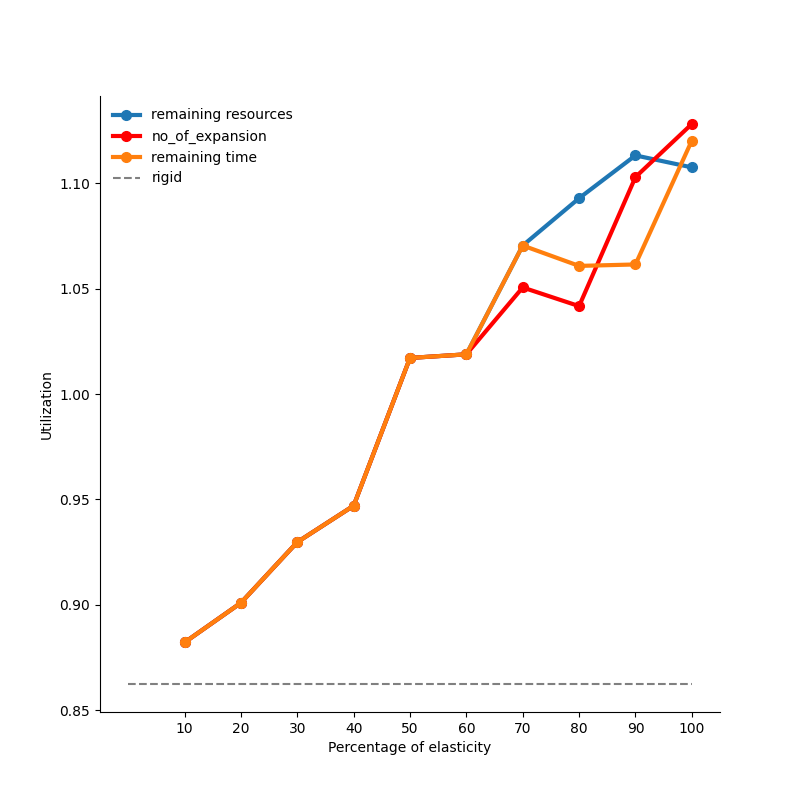 remaining resources
no_of_expansion
remaining time
rigid
1.10
1.05
1.00
0.95
0.90
0.85
Utilization
10 20 30 40 50 60 70 80 90 100
Percentage of elasticity